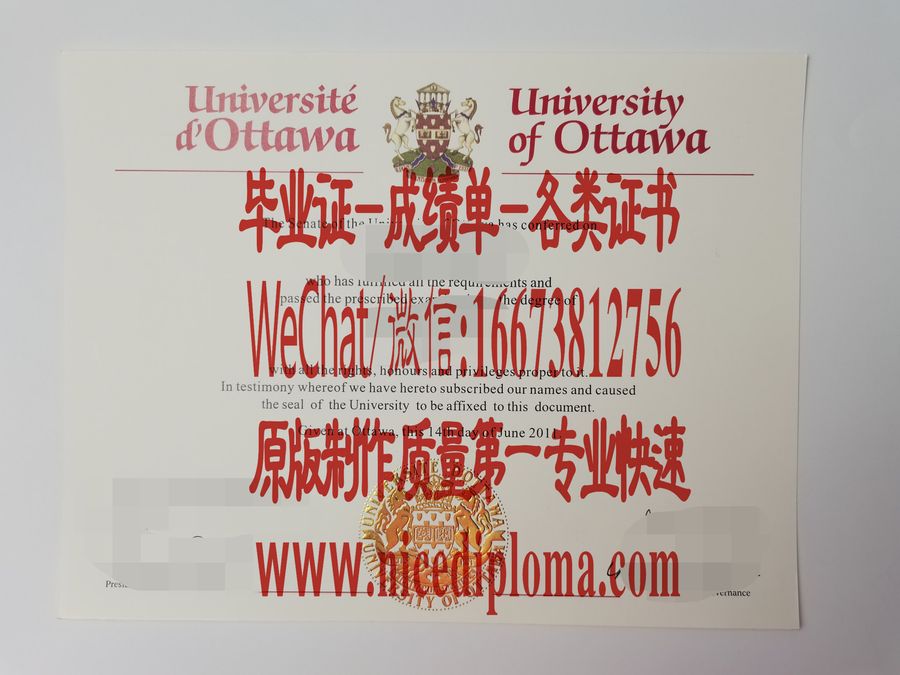 Université
d'Ottawa
University
of Ottawa
毕业证-成绩单-各类证书
The Senate of the Uni has conferred on
who has fulfilled all the requirements and
passed the prescribed the degree of
WeChat/微信:16673812756
with all the rights, honours and privileges proper to it.
In testimony whereof we have hereto subscribed our names and caused
the seal of the University to be affixed to this document.
Given at Ottawa, this 14th day of June 2011
原版制作质量第一专业快速
UNIVERSITY OF
www.nicediploma.com